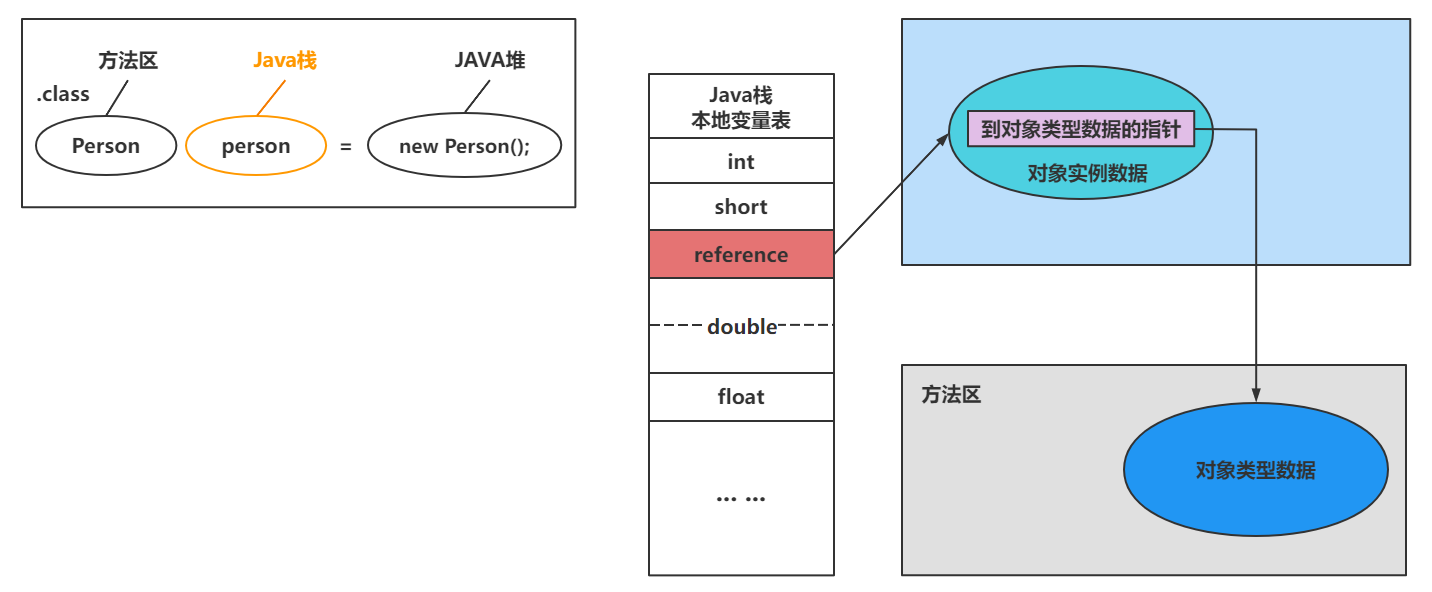 方法区
Java栈
JAVA堆
.class
Person
person
=
new Person();
Java栈
本地变量表
int
short
reference
double
float
... ...
到对象类型数据的指针
对象实例数据
方法区
对象类型数据